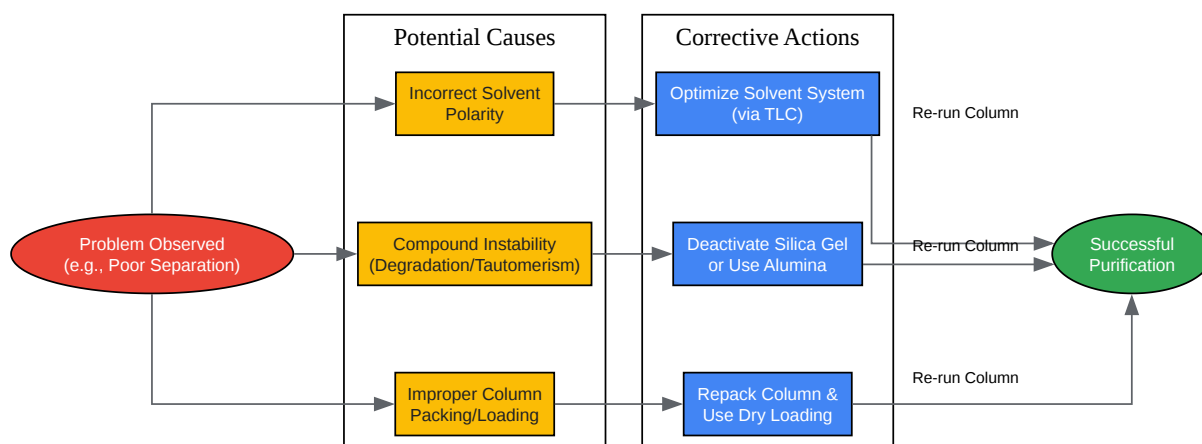 Potential Causes
Corrective Actions
Incorrect Solvent
Polarity
Optimize Solvent System
(via TLC)
Re-run Column
Problem Observed
(e.g., Poor Separation)
Compound Instability
(Degradation/Tautomerism)
Deactivate Silica Gel
or Use Alumina
Re-run Column
Successful
Purification
Improper Column
Packing/Loading
Repack Column &
Use Dry Loading
Re-run Column